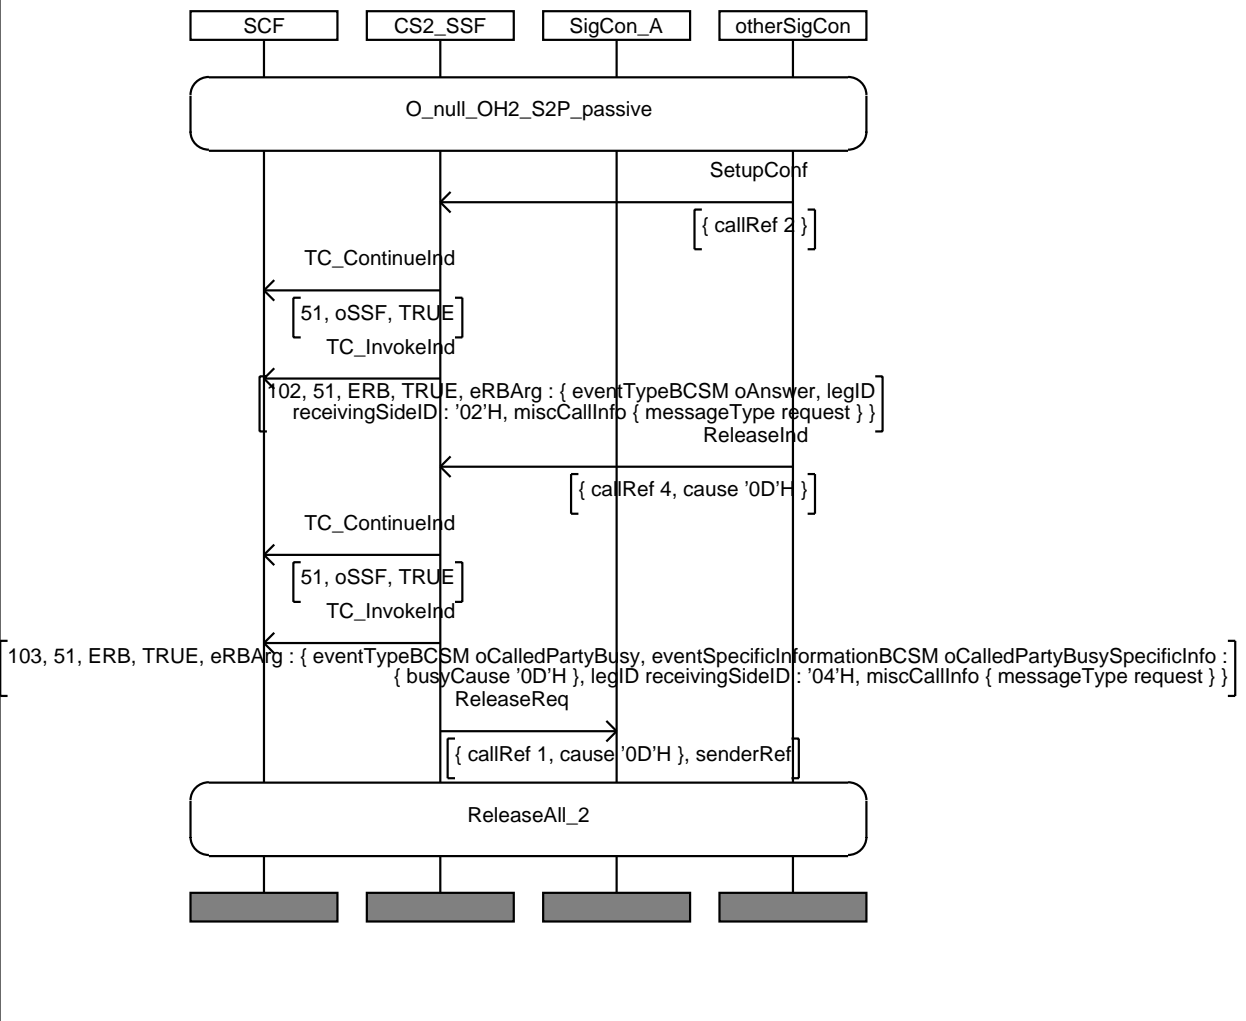 SCF CS2_SSF SigCon_A otherSigCon
O_null_OH2_S2P_passive
SetupConf
{ callRef 2 }
TC_ContinueInd
51, oSSF, TRUE
TC_InvokeInd
102, 51, ERB, TRUE, eRBArg : { eventTypeBCSM oAnswer, legID
receivingSideID : '02'H, miscCallInfo { messageType request } }
ReleaseInd
{ callRef 4, cause '0D'H }
TC_ContinueInd
51, oSSF, TRUE
TC_InvokeInd
103, 51, ERB, TRUE, eRBArg : { eventTypeBCSM oCalledPartyBusy, eventSpecificInformationBCSM oCalledPartyBusySpecificInfo :
{ busyCause '0D'H }, legID receivingSideID : '04'H, miscCallInfo { messageType request } }
ReleaseReq
{ callRef 1, cause '0D'H }, senderRef
ReleaseAll_2